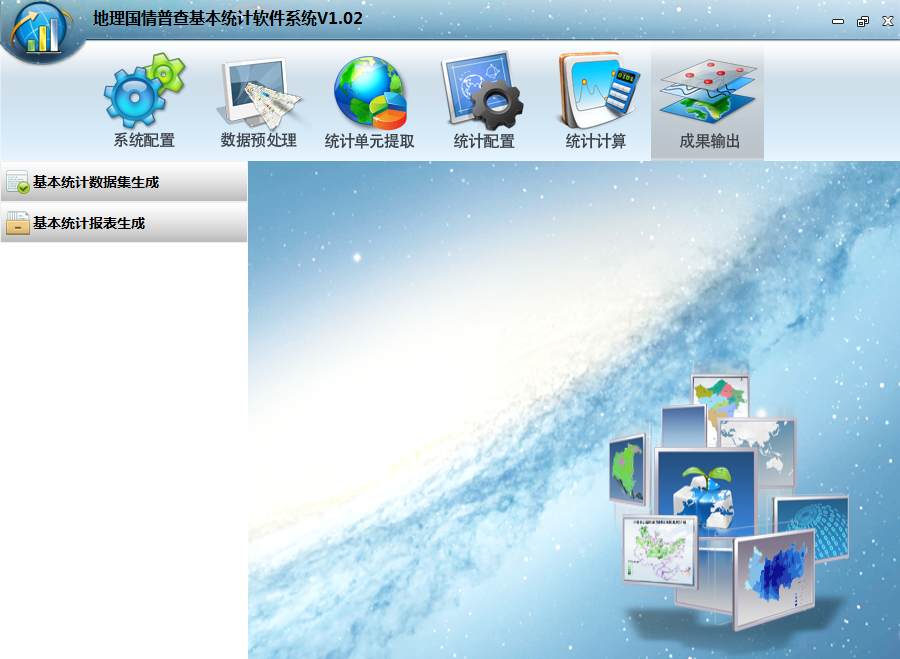 地理国情普查基本统计软件系统V1.02
系统配置
数据预处理
统计单元提取
统计配置
统计计算
成果输出
基本统计数据集生成
基本统计报表生成